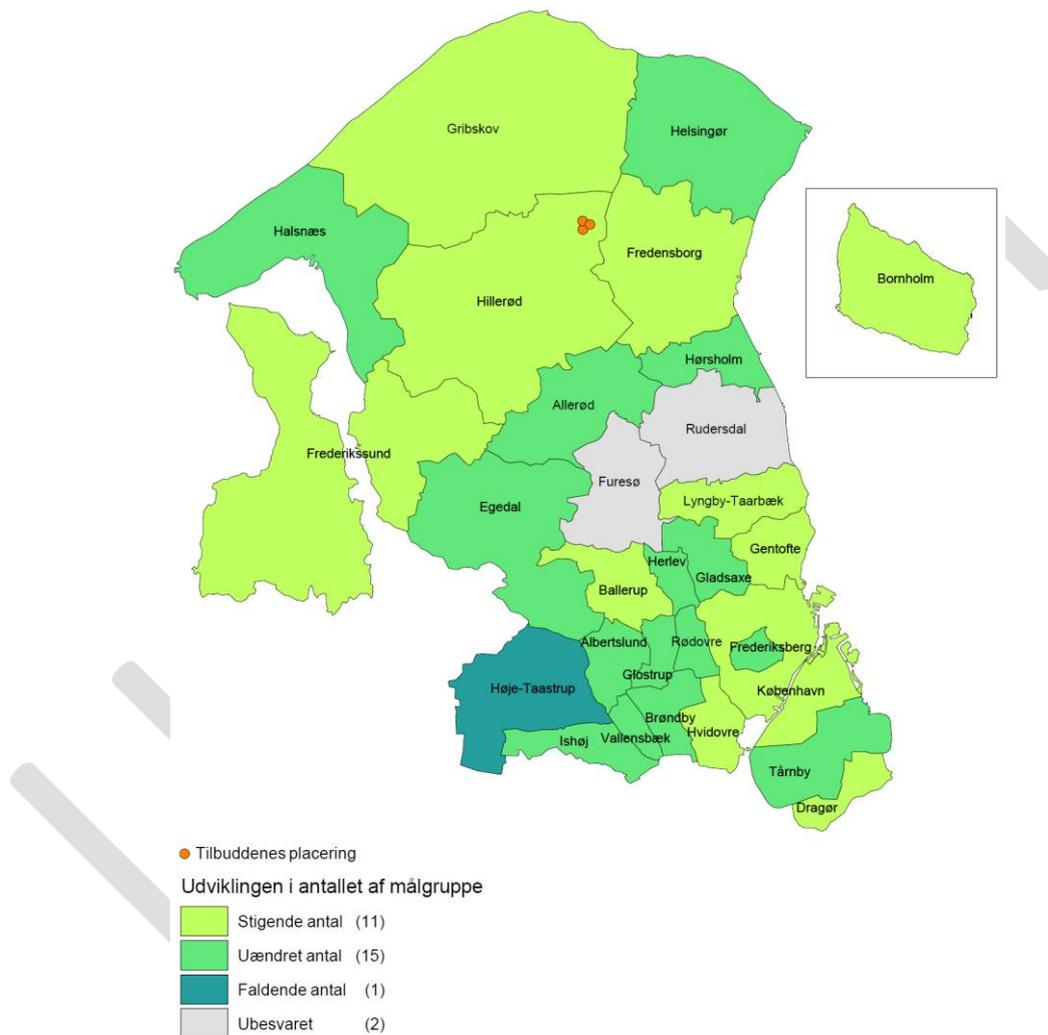 Gribskov
Helsingør
Halsnæs
Fredensborg
Bornholm
Hillerød
Hørsholm
Allerød
Rudersdal
Frederikssund
Furesø
Egedal
Lyngby-Taarbæk
Gentofte
Herlev
Gladsaxe
Ballerup
Albertslund
Rødovre
Frederiksberg
Glostrup
Høje-Taastrup
København
Brøndby
Hvidovre
Ishøj
Vallensbæk
Tårnby
Dragør
Tilbuddenes placering
Udviklingen i antallet af målgruppe
Stigende antal (11)
Uændret antal (15)
Faldende antal (1)
Ubesvaret (2)